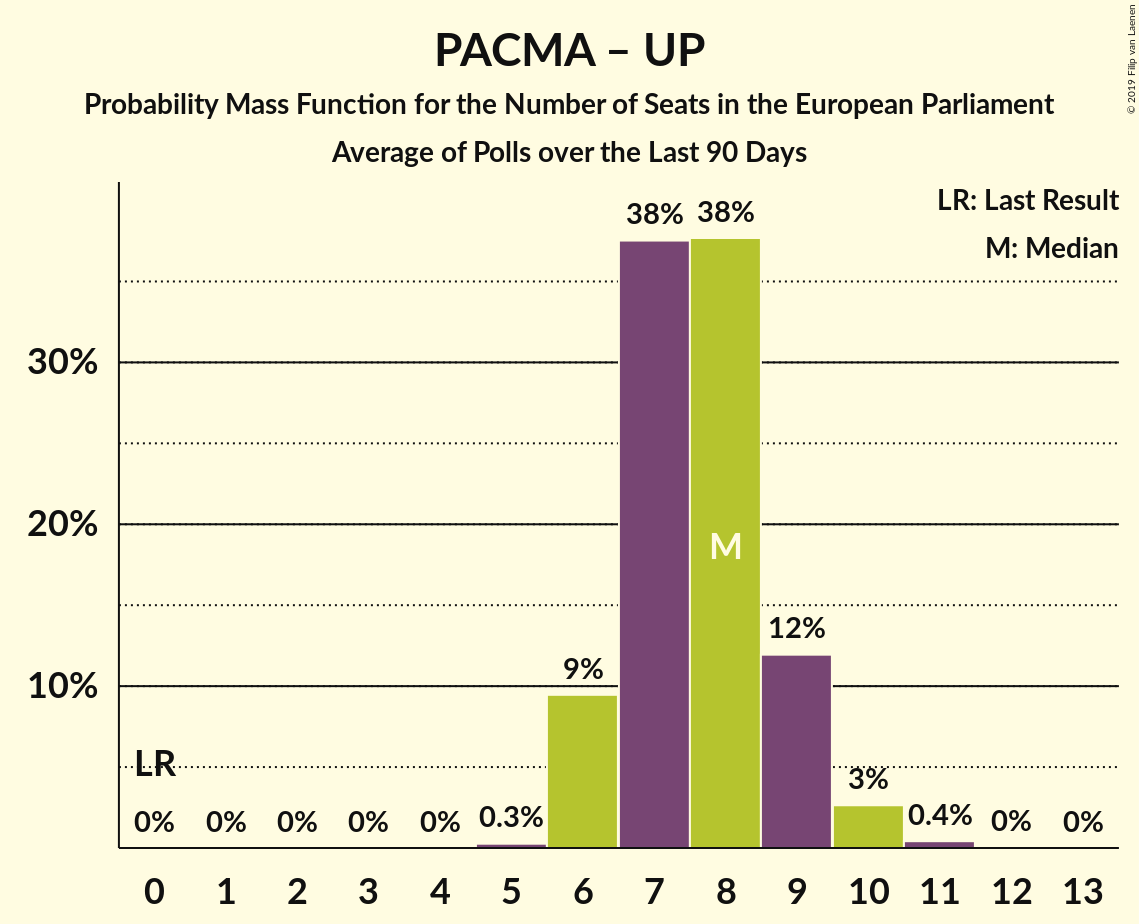 PACMA – UP
Probability Mass Function for the Number of Seats in the European Parliament
Average of Polls over the Last 90 Days
© 2019 Filip van Laenen
LR: Last Result
M: Median
38% 38%
30%
20%
M
12%
9%
10%
LR
3%
0% 0% 0% 0% 0% 0.3% 0.4% 0% 0%
0 1 2 3 4 5 6 7 8 9 10 11 12 13